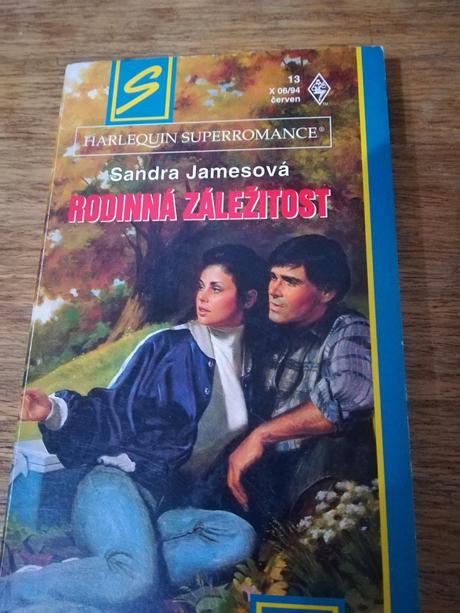 S
13
X 06/94
červen
HARLEQUIN SUPERROMANCE®
Sandra Jamesová
RODINNÁ ZÁLEŽITOST